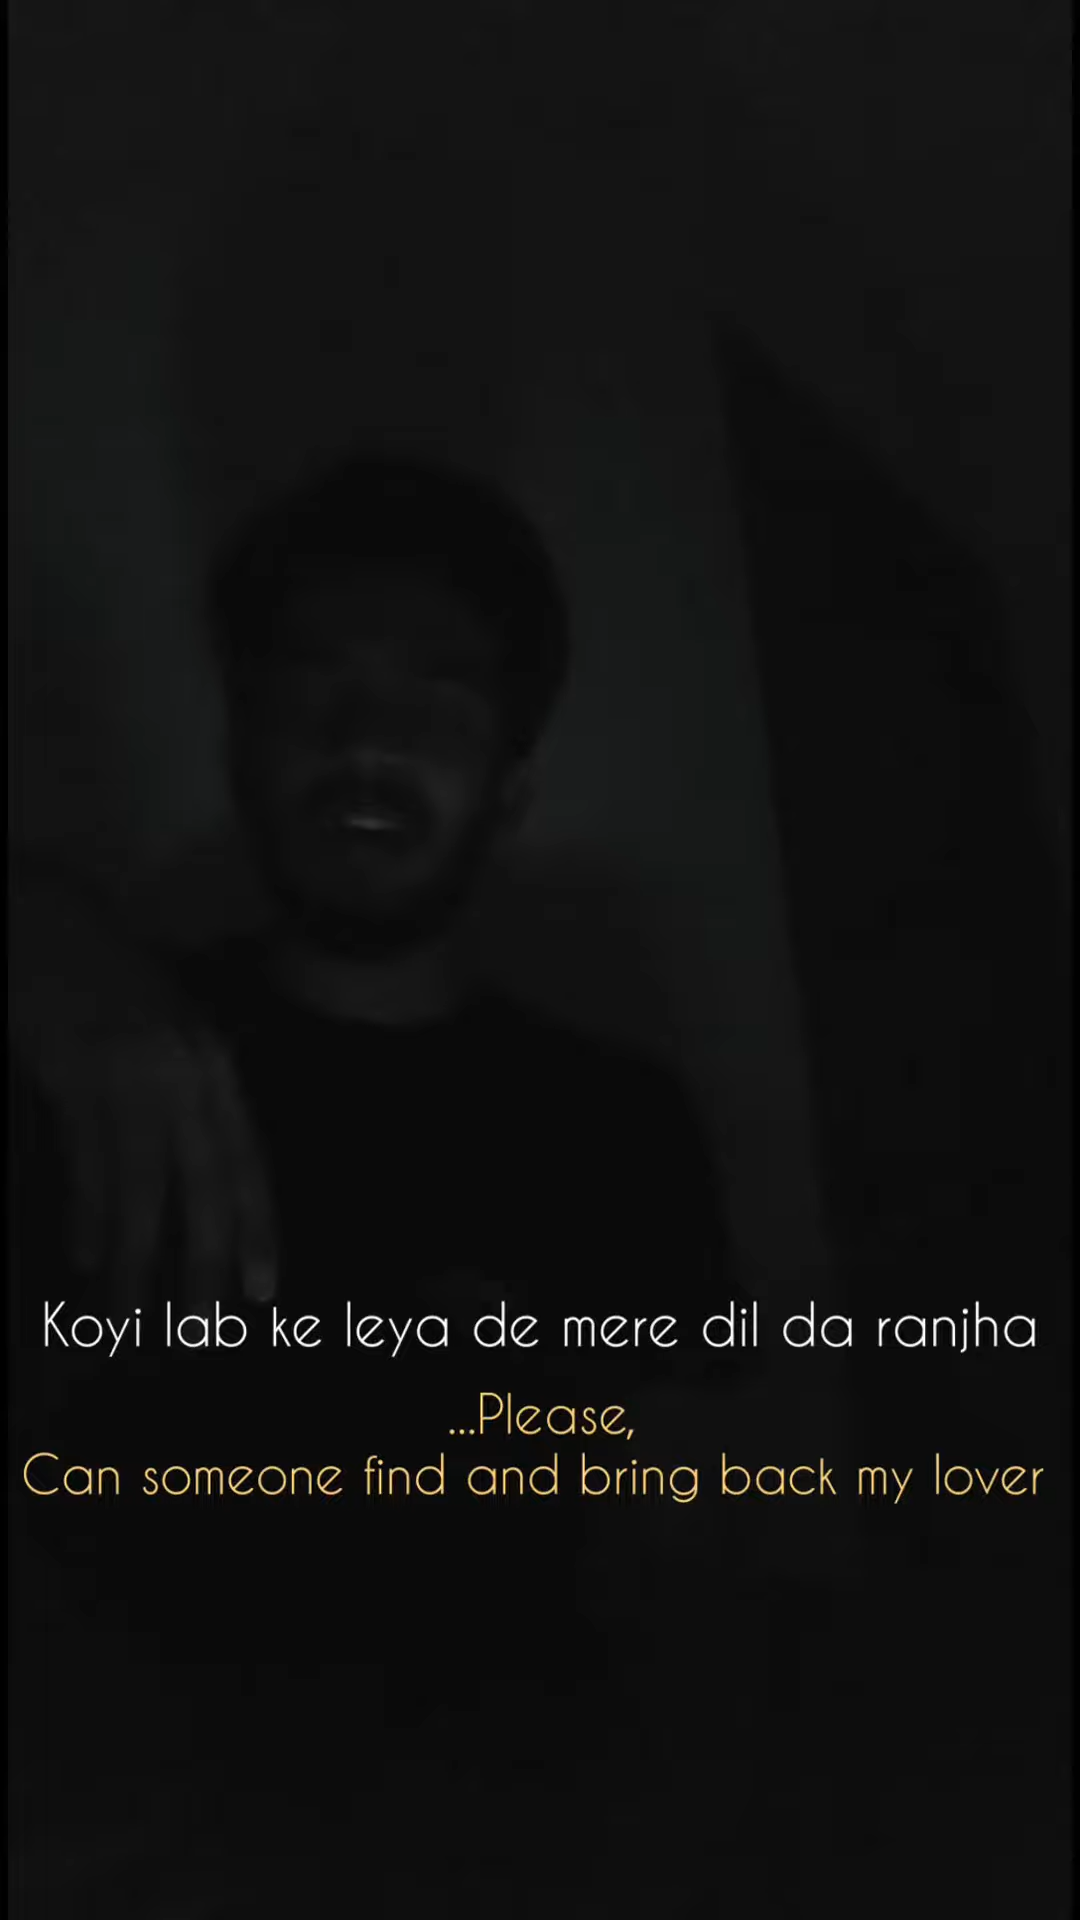 Koyi lab ke leya de mere dil da ranjha
...Please,
Can someone find and bring back my lover